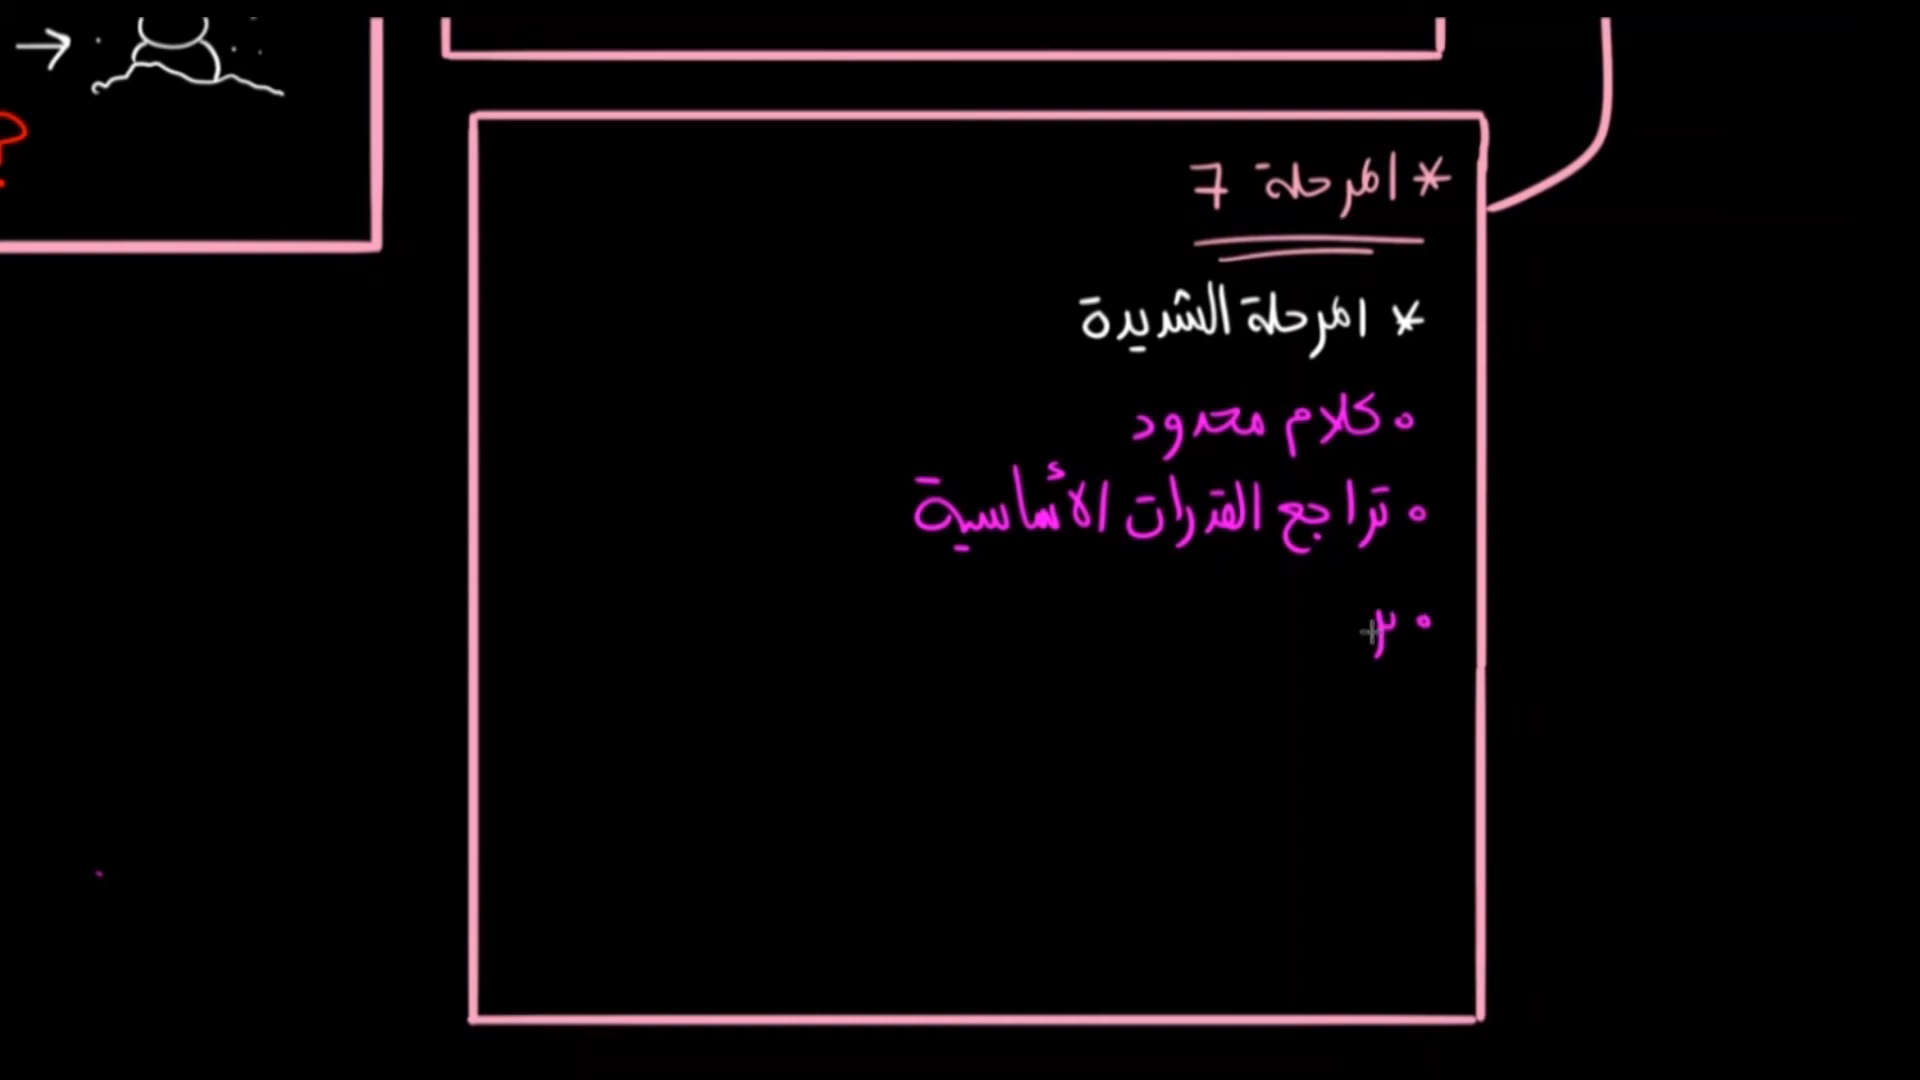 * المرحلة 7
* المرحلة الشديدة
• كلام محدود
• تراجع القدرات الأساسية
•
?